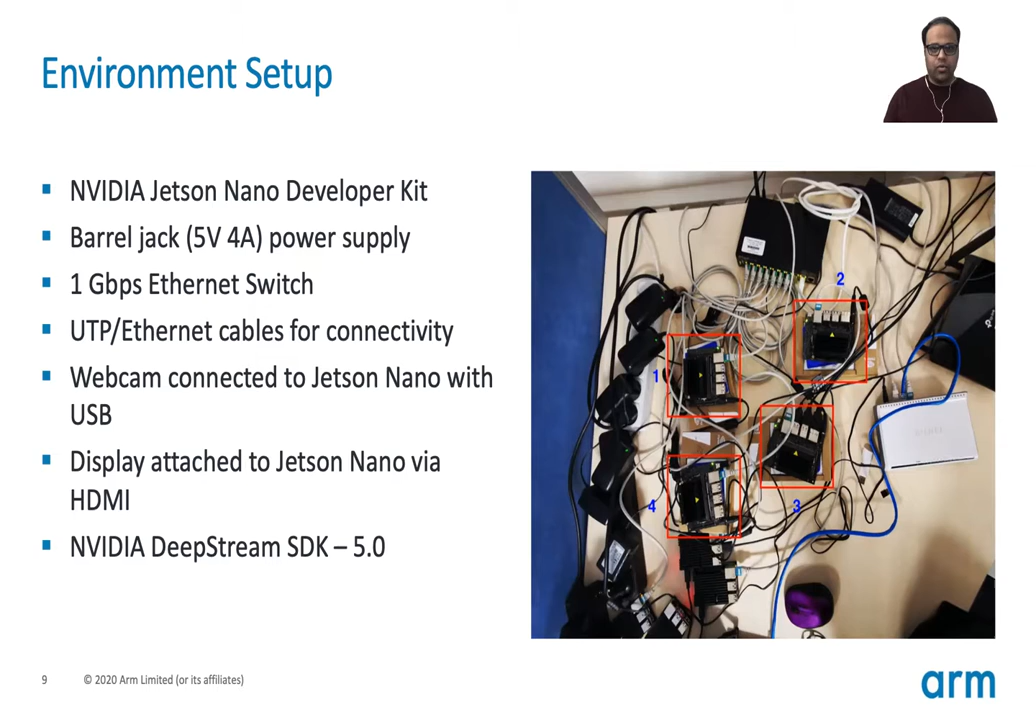 Environment Setup
NVIDIA Jetson Nano Developer Kit
Barrel jack (5V 4A) power supply
1 Gbps Ethernet Switch
UTP/Ethernet cables for connectivity
Webcam connected to Jetson Nano with
USB
Display attached to Jetson Nano via
HDMI
NVIDIA DeepStream SDK – 5.0
2
1
3
4
9
© 2020 Arm Limited (or its affiliates)
arm